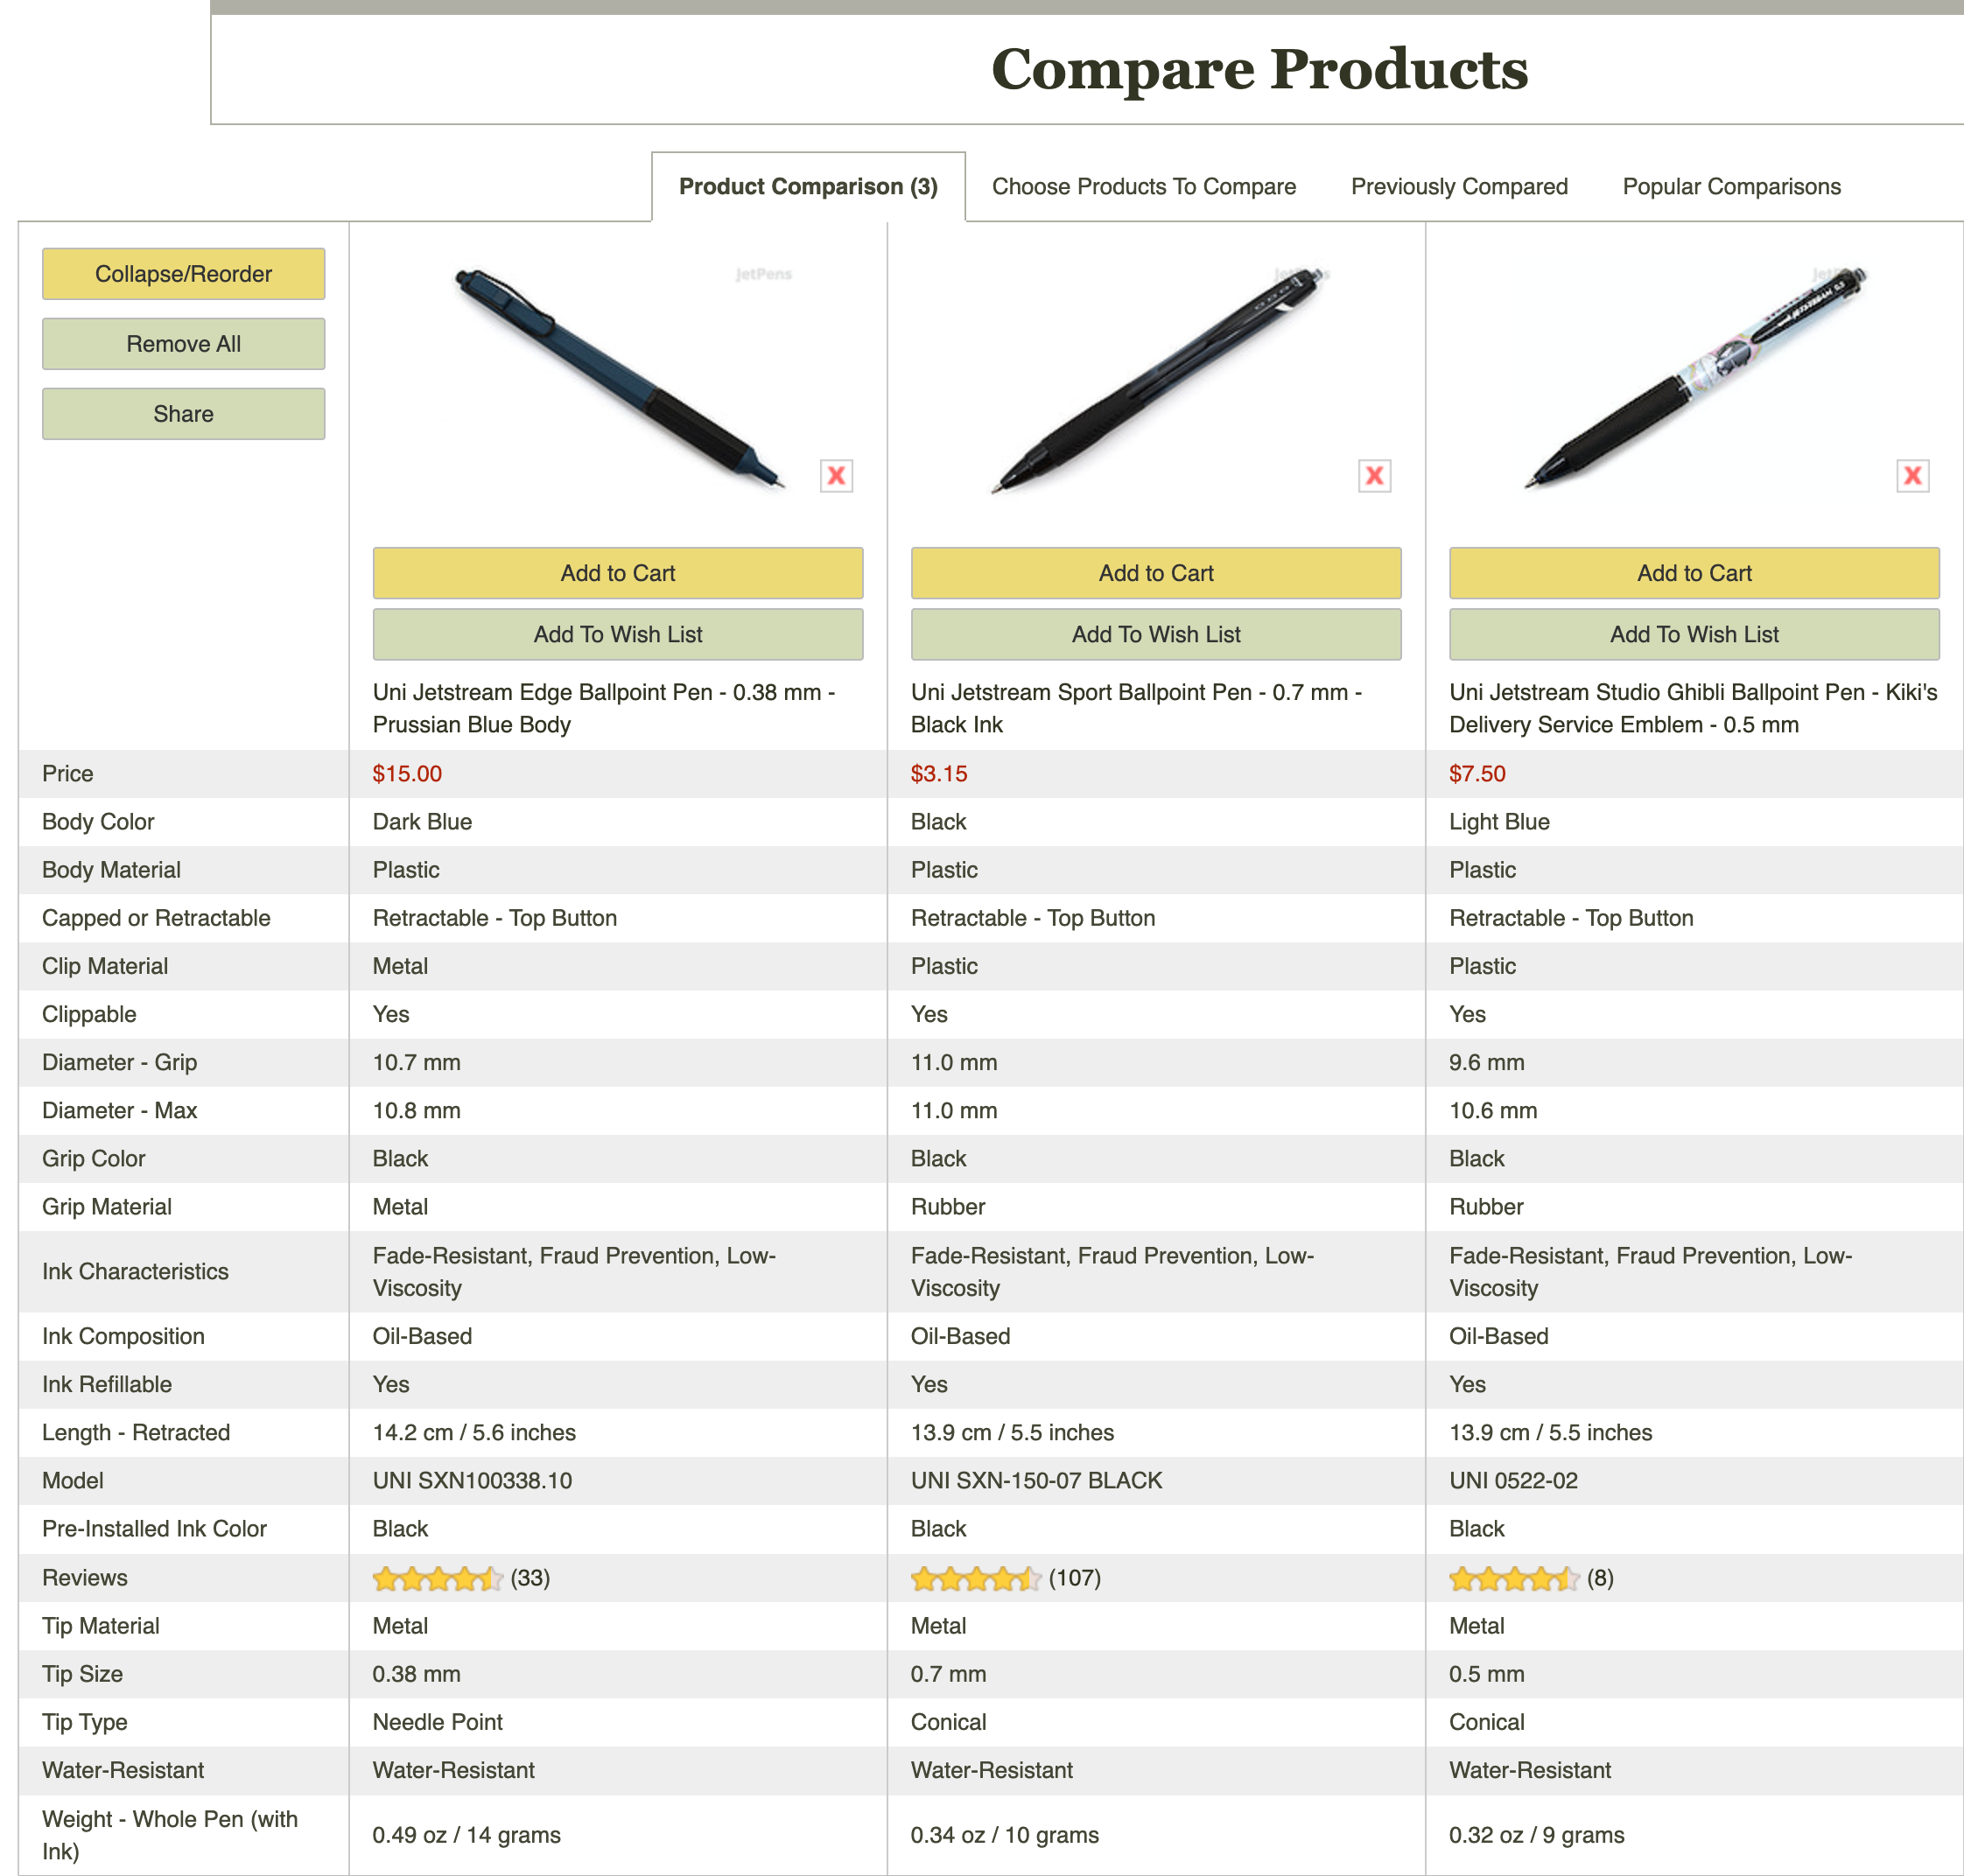 Compare Products
Product Comparison (3) Choose Products To Compare Previously Compared Popular Comparisons
Collapse/Reorder
Remove All
Share
JetPens
X X X
Add to Cart Add to Cart Add to Cart
Add To Wish List Add To Wish List Add To Wish List
Uni Jetstream Edge Ballpoint Pen - 0.38 mm - Uni Jetstream Sport Ballpoint Pen - 0.7 mm - Uni Jetstream Studio Ghibli Ballpoint Pen - Kiki's
Prussian Blue Body Black Ink Delivery Service Emblem - 0.5 mm
Price $15.00 $3.15 $7.50
Body Color Dark Blue Black Light Blue
Body Material Plastic Plastic Plastic
Capped or Retractable Retractable - Top Button Retractable - Top Button Retractable - Top Button
Clip Material Metal Plastic Plastic
Clippable Yes Yes Yes
Diameter - Grip 10.7 mm 11.0 mm 9.6 mm
Diameter - Max 10.8 mm 11.0 mm 10.6 mm
Grip Color Black Black Black
Grip Material Metal Rubber Rubber
Ink Characteristics Fade-Resistant, Fraud Prevention, Low- Fade-Resistant, Fraud Prevention, Low- Fade-Resistant, Fraud Prevention, Low-
Viscosity Viscosity Viscosity
Ink Composition Oil-Based Oil-Based Oil-Based
Ink Refillable Yes Yes Yes
Length - Retracted 14.2 cm / 5.6 inches 13.9 cm / 5.5 inches 13.9 cm / 5.5 inches
Model UNI SXN100338.10 UNI SXN-150-07 BLACK UNI 0522-02
Pre-Installed Ink Color Black Black Black
Reviews (33) (107) (8)
Tip Material Metal Metal Metal
Tip Size 0.38 mm 0.7 mm 0.5 mm
Tip Type Needle Point Conical Conical
Water-Resistant Water-Resistant Water-Resistant Water-Resistant
Weight - Whole Pen (with 0.49 oz / 14 grams 0.34 oz / 10 grams 0.32 oz / 9 grams
Ink)